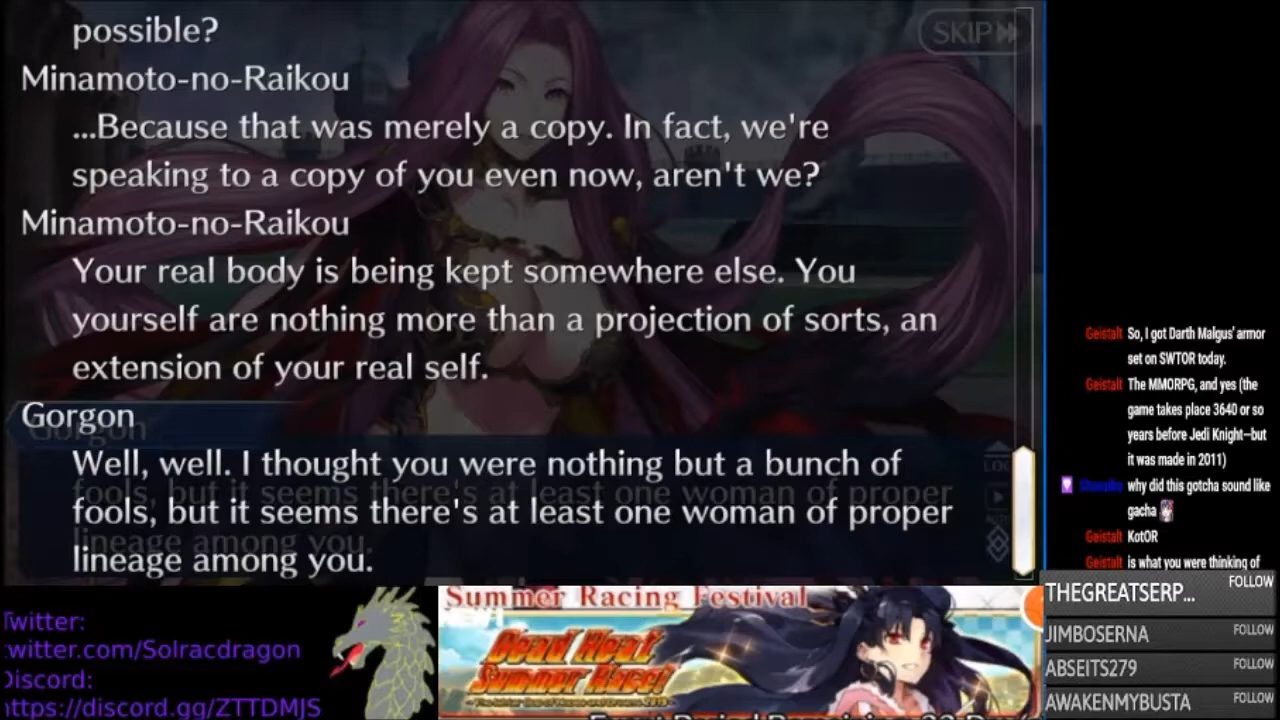 possible?
SKIP
Minamoto-no-Raikou
...Because that was merely a copy. In fact, we're
speaking to a copy of you even now, aren't we?
Minamoto-no-Raikou
Your real body is being kept somewhere else. You
yourself are nothing more than a projection of sorts, an
extension of your real self.
Gorgon
Well, well. I thought you were nothing but a bunch of
fools, but it seems there's at least one woman of proper
lineage among you.
LOG
Geistalt So, I got Darth Malgus' armor
set on SWTOR today.
Geistalt The MMORPG, and yes (the
game takes place 3640 or so
years before Jedi Knight—but
it was made in 2011)
why did this gotcha sound like
gacha
Geistalt KotOR
Geistalt is what you were thinking of
THEGREATSERP... FOLLOW
JIMBOSERNA FOLLOW
ABSEITS279 FOLLOW
AWAKENMYBUSTA FOLLOW
Twitter:
twitter.com/Solracdragon
Discord:
https://discord.gg/ZTTDMJS
Summer Racing Festival
Dead Heat
Summer Race!